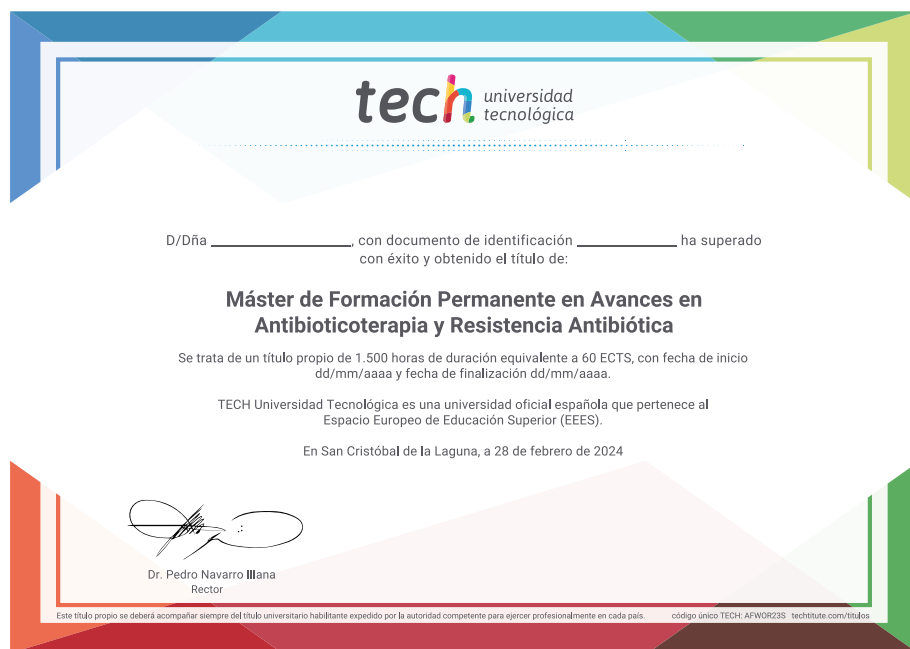 tech universidad
tecnológica
D/Dña ____________________, con documento de identificación ______________ ha superado
con éxito y obtenido el título de:
Máster de Formación Permanente en Avances en
Antibioticoterapia y Resistencia Antibiótica
Se trata de un título propio de 1.500 horas de duración equivalente a 60 ECTS, con fecha de inicio
dd/mm/aaaa y fecha de finalización dd/mm/aaaa.
TECH Universidad Tecnológica es una universidad oficial española que pertenece al
Espacio Europeo de Educación Superior (EEES).
En San Cristóbal de la Laguna, a 28 de febrero de 2024
Dr. Pedro Navarro Illana
Rector
Este título propio se deberá acompañar siempre del título universitario habilitante expedido por la autoridad competente para ejercer profesionalmente en cada país. código único TECH: AFWOR23S techtitute.com/titulos